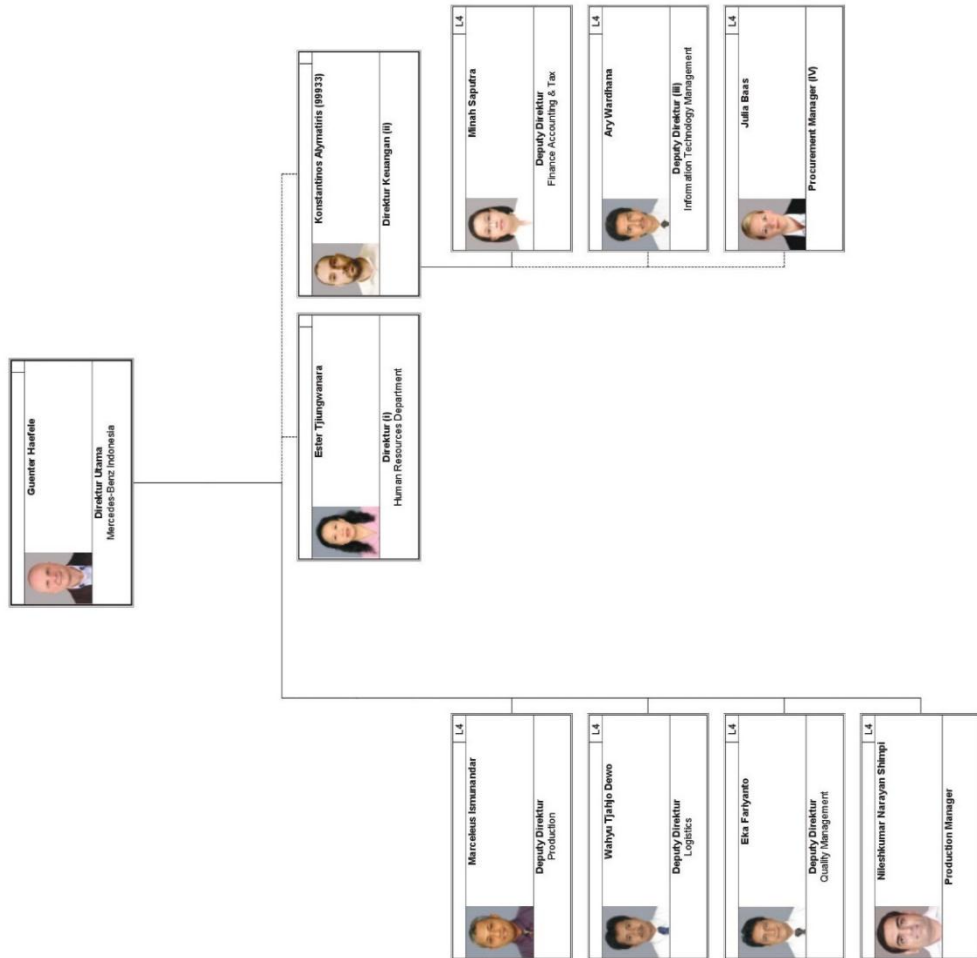 Guenter Haefele
Direktur Utama
Mercedes-Benz Indonesia
Ester Tjiungwanara
Direktur (i)
Human Resources Department
Konstantinos Alymatiris (99933)
Direktur Keuangan (ii)
L4
Marceleus Ismunandar
Deputy Direktur
Production
L4
Wahyu Tjahjo Dewo
Deputy Direktur
Logistics
L4
Eka Fariyanto
Deputy Direktur
Quality Management
L4
Nileshkumar Narayan Shimpi
Production Manager
L4
Minah Saputra
Deputy Direktur
Finance Accounting & Tax
L4
Ary Wardhana
Deputy Direktur (iii)
Information Technology Management
L4
Julia Baas
Procurement Manager (IV)